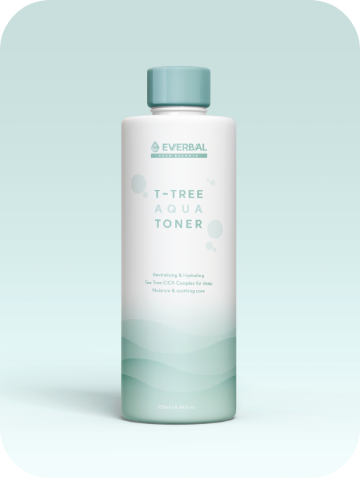 EVERBAL
T-TREE
AQUA
TONER
Revitalizing & Hydrating
Tea Tree/CICA Complex for deep
Moisture & soothing care